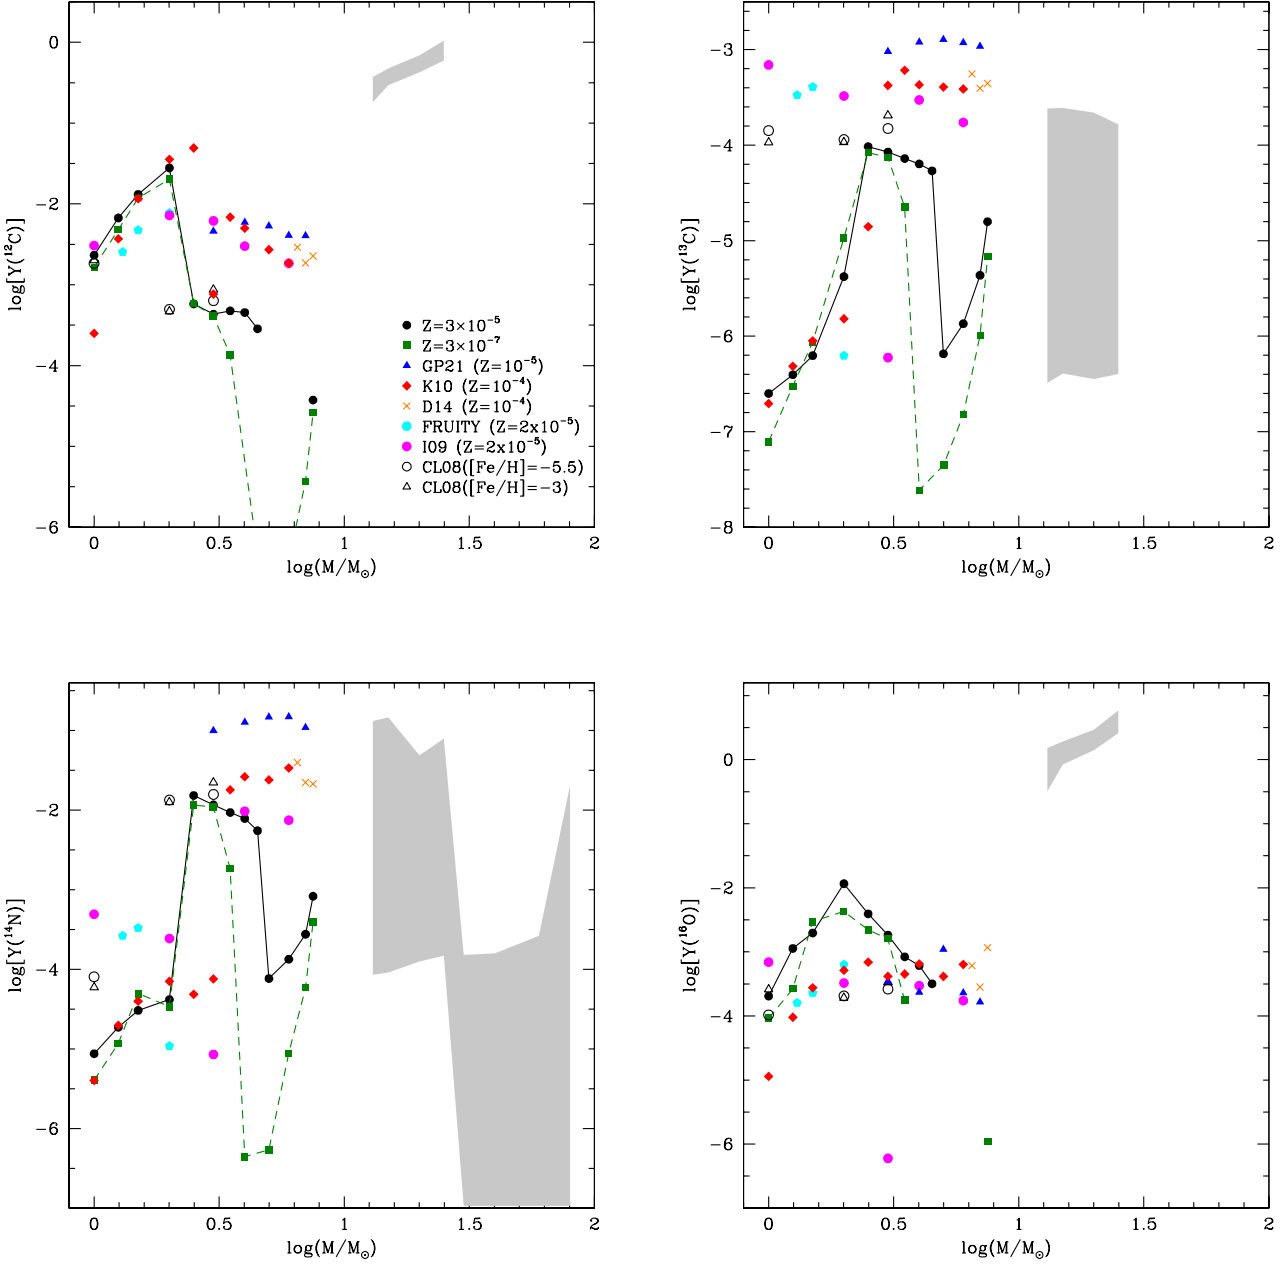 0
−2
−4
−6
log[Y(¹²C)]
Z=3×10⁻⁵
Z=3×10⁻⁷
GP21 (Z=10⁻⁵)
K10 (Z=10⁻⁴)
D14 (Z=10⁻⁴)
FRUITY (Z=2x10⁻⁵)
I09 (Z=2x10⁻⁵)
CL08([Fe/H]=−5.5)
CL08([Fe/H]=−3)
0 0.5 1 1.5 2
log(M/M⊙)
−3
−4
−5
−6
−7
−8
log[Y(¹³C)]
0 0.5 1 1.5 2
log(M/M⊙)
−2
−4
−6
log[Y(¹⁴N)]
0 0.5 1 1.5 2
log(M/M⊙)
0
−2
−4
−6
log[Y(¹⁶O)]
0 0.5 1 1.5 2
log(M/M⊙)